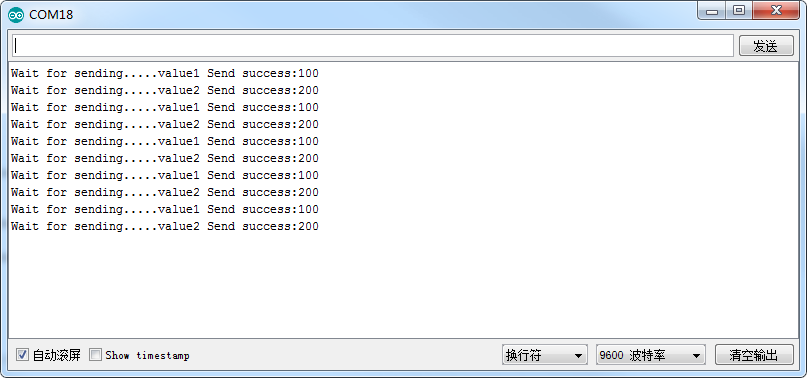 COM18
发送
Wait for sending.....value1 Send success:100
Wait for sending.....value2 Send success:200
Wait for sending.....value1 Send success:100
Wait for sending.....value2 Send success:200
Wait for sending.....value1 Send success:100
Wait for sending.....value2 Send success:200
Wait for sending.....value1 Send success:100
Wait for sending.....value2 Send success:200
Wait for sending.....value1 Send success:100
Wait for sending.....value2 Send success:200
自动滚屏 Show timestamp 换行符 9600 波特率 清空输出